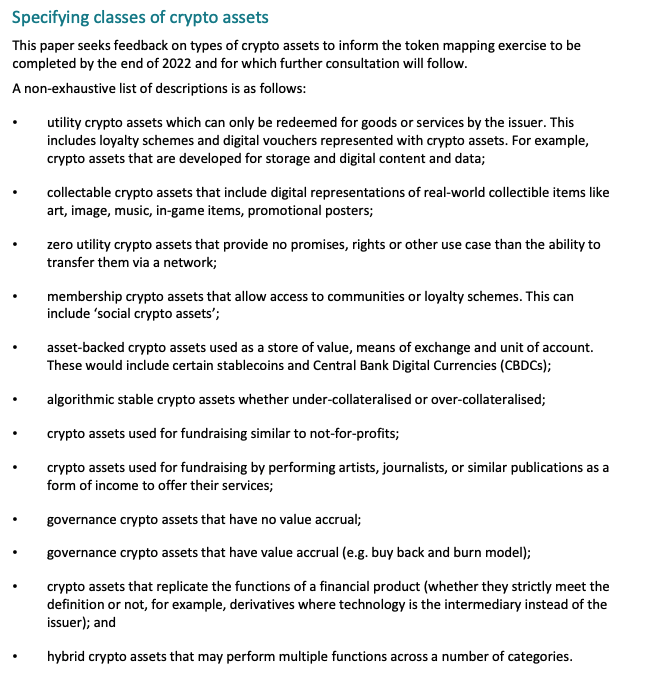 Specifying classes of crypto assets
This paper seeks feedback on types of crypto assets to inform the token mapping exercise to be
completed by the end of 2022 and for which further consultation will follow.
A non-exhaustive list of descriptions is as follows:
• utility crypto assets which can only be redeemed for goods or services by the issuer. This
includes loyalty schemes and digital vouchers represented with crypto assets. For example,
crypto assets that are developed for storage and digital content and data;
• collectable crypto assets that include digital representations of real-world collectible items like
art, image, music, in-game items, promotional posters;
• zero utility crypto assets that provide no promises, rights or other use case than the ability to
transfer them via a network;
• membership crypto assets that allow access to communities or loyalty schemes. This can
include ‘social crypto assets’;
• asset-backed crypto assets used as a store of value, means of exchange and unit of account.
These would include certain stablecoins and Central Bank Digital Currencies (CBDCs);
• algorithmic stable crypto assets whether under-collateralised or over-collateralised;
• crypto assets used for fundraising similar to not-for-profits;
• crypto assets used for fundraising by performing artists, journalists, or similar publications as a
form of income to offer their services;
• governance crypto assets that have no value accrual;
• governance crypto assets that have value accrual (e.g. buy back and burn model);
• crypto assets that replicate the functions of a financial product (whether they strictly meet the
definition or not, for example, derivatives where technology is the intermediary instead of the
issuer); and
• hybrid crypto assets that may perform multiple functions across a number of categories.